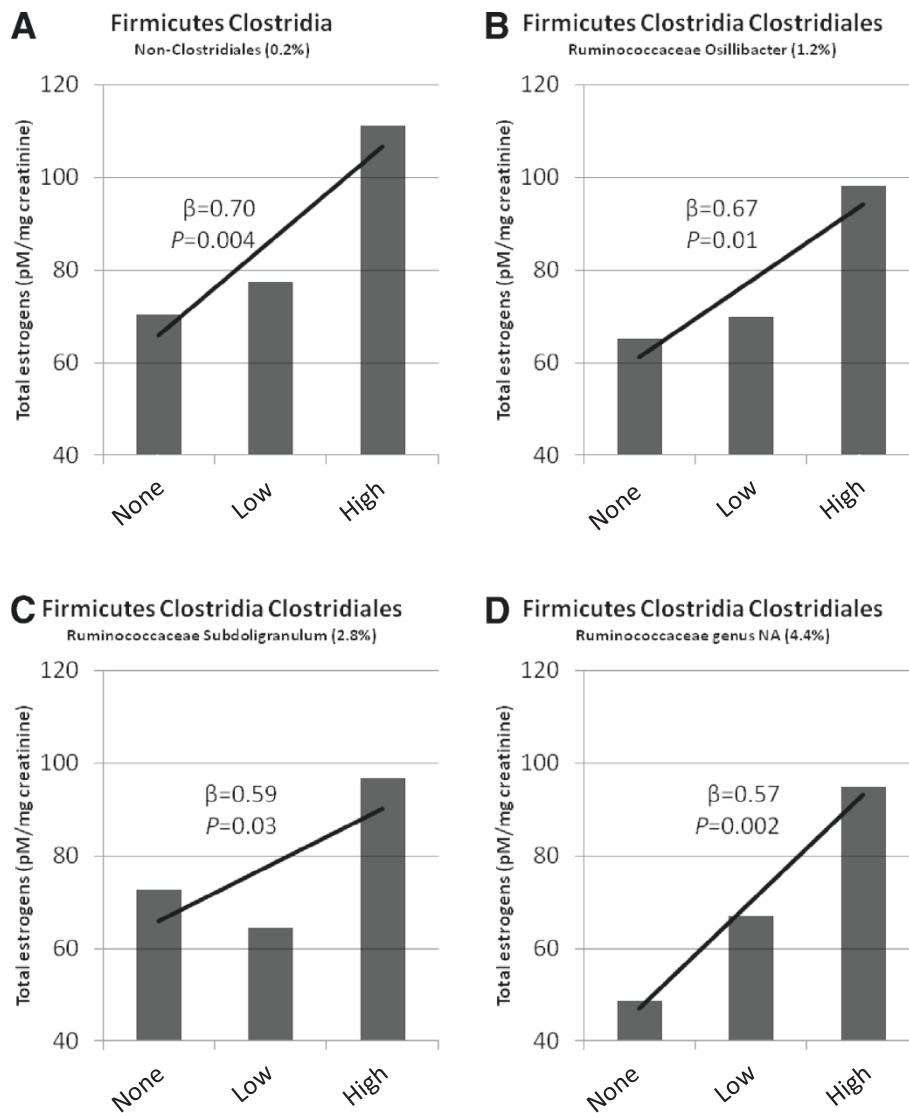 A
Firmicutes Clostridia
Non-Clostridiales (0.2%)
Total estrogens (pM/mg creatinine)
120
100
80
60
40
β=0.70
P=0.004
None
Low
High
B
Firmicutes Clostridia Clostridiales
Ruminococcaceae Osillibacter (1.2%)
Total estrogens (pM/mg creatinine)
120
100
80
60
40
β=0.67
P=0.01
None
Low
High
C
Firmicutes Clostridia Clostridiales
Ruminococcaceae Subdoligranulum (2.8%)
Total estrogens (pM/mg creatinine)
120
100
80
60
40
β=0.59
P=0.03
None
Low
High
D
Firmicutes Clostridia Clostridiales
Ruminococcaceae genus NA (4.4%)
Total estrogens (pM/mg creatinine)
120
100
80
60
40
β=0.57
P=0.002
None
Low
High